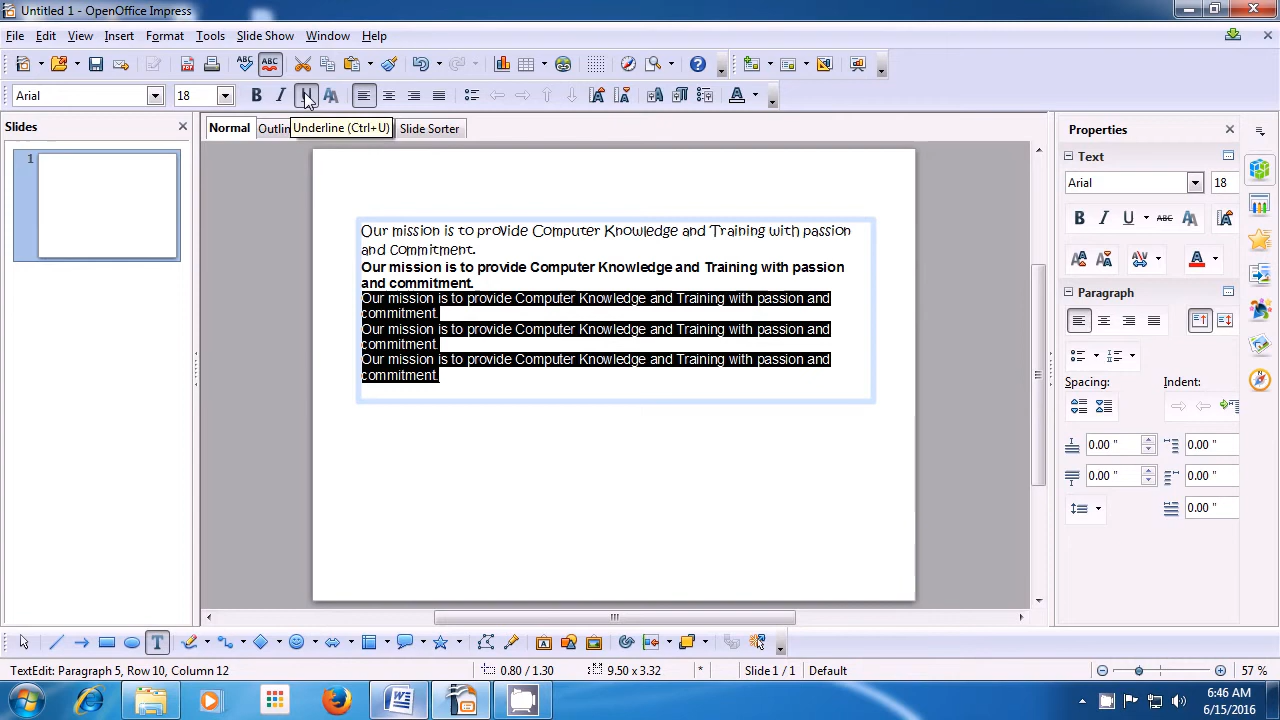 Untitled 1 - OpenOffice Impress
File Edit View Insert Format Tools Slide Show Window Help
Arial 18
Slides
Normal Outlin Underline (Ctrl+U) Slide Sorter
1
Our mission is to provide Computer Knowledge and Training with passion
and Commitment.
Our mission is to provide Computer Knowledge and Training with passion
and commitment.
Our mission is to provide Computer Knowledge and Training with passion and
commitment.
Our mission is to provide Computer Knowledge and Training with passion and
commitment.
Our mission is to provide Computer Knowledge and Training with passion and
commitment.
Properties
Text
Arial 18
Paragraph
Spacing: Indent:
0.00 " 0.00 "
0.00 " 0.00 "
0.00 "
TextEdit: Paragraph 5, Row 10, Column 12 0.80 / 1.30 9.50 x 3.32 * Slide 1 / 1 Default 57 %
6:46 AM
6/15/2016